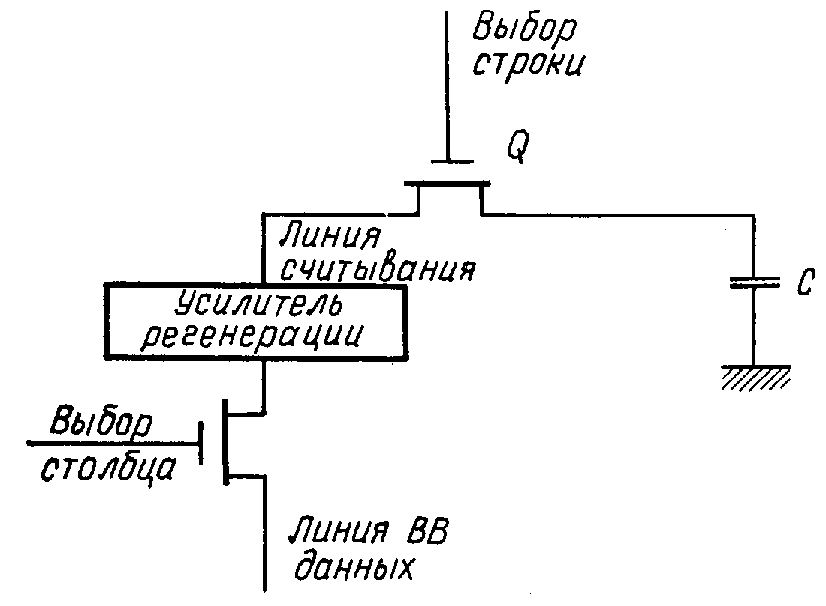 Выбор
строки
Q
Линия
считывания
C
Усилитель
регенерации
Выбор
столбца
Линия ВВ
данных